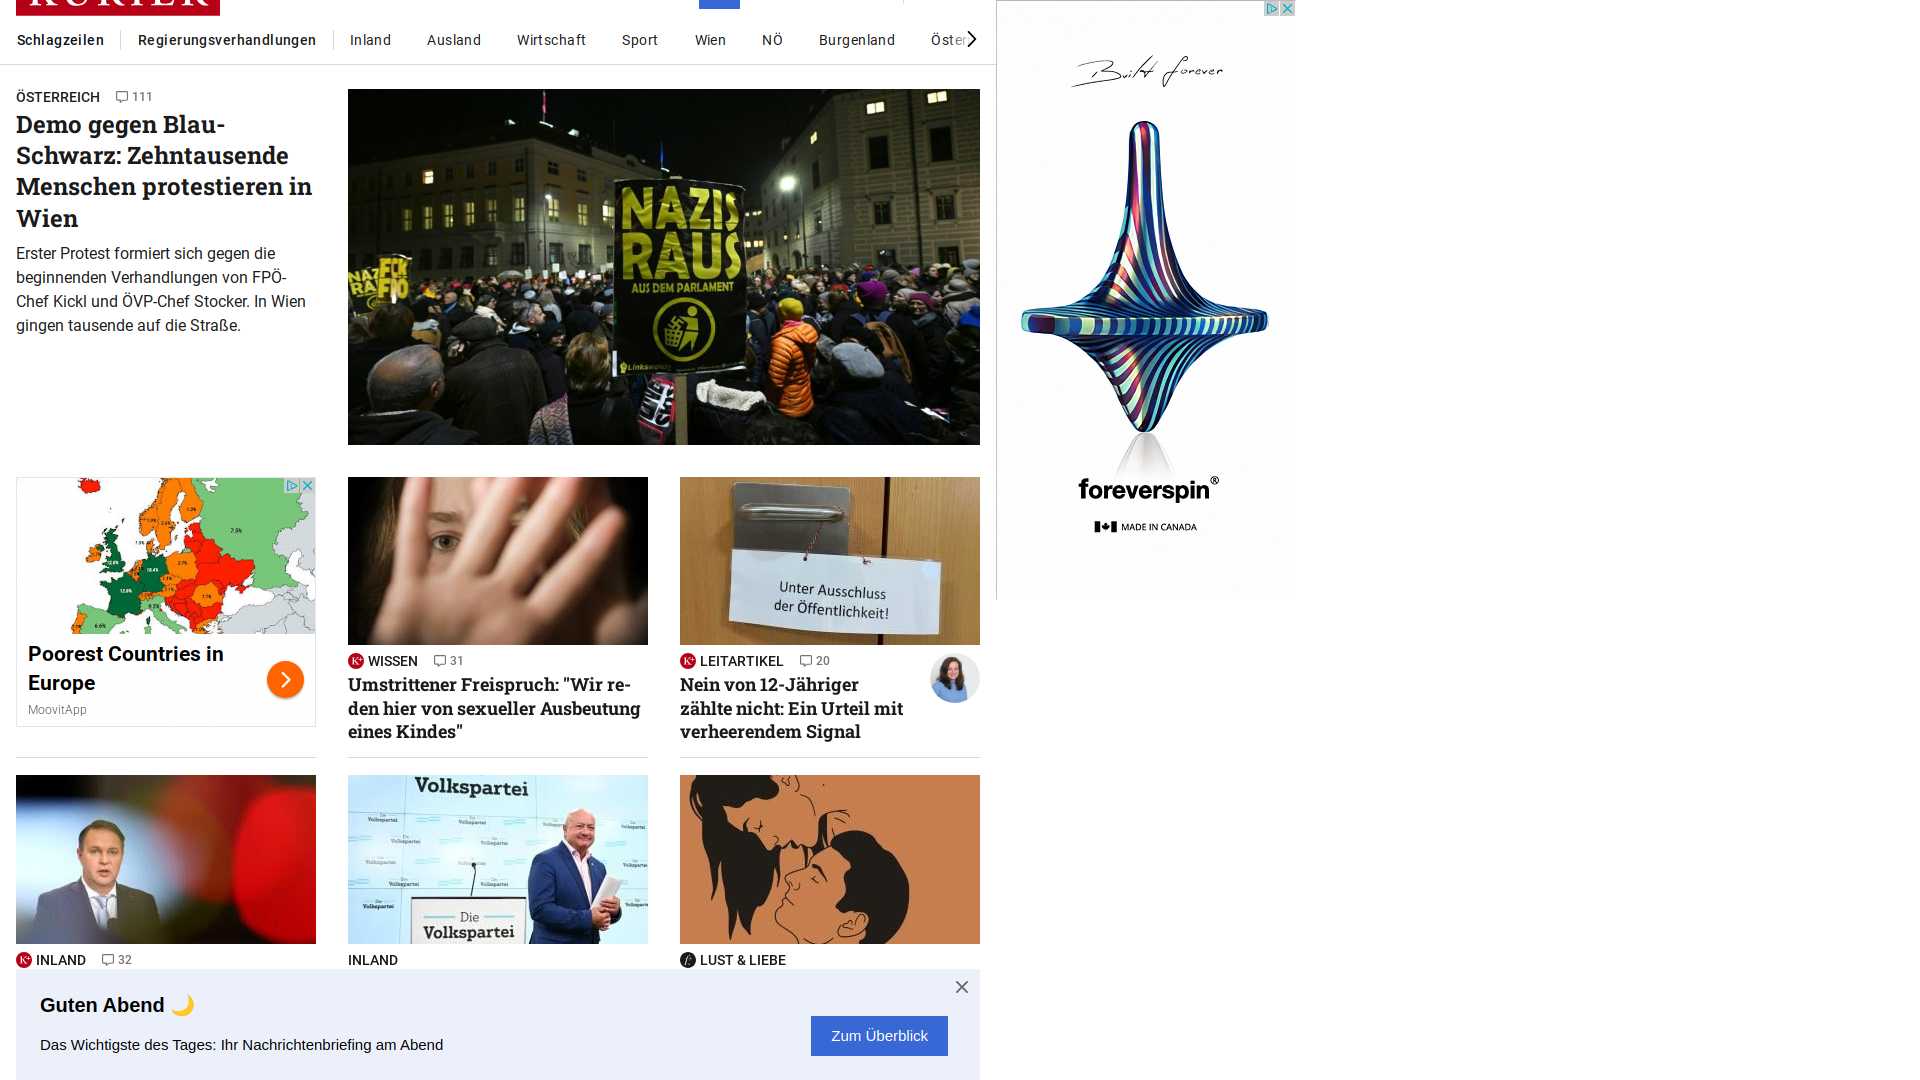 Schlagzeilen
Regierungsverhandlungen
Inland
Ausland
Wirtschaft
Sport
Wien
NÖ
Burgenland
ÖSTERREICH
111
Demo gegen Blau-
Schwarz: Zehntausende
Menschen protestieren in
Wien
Erster Protest formiert sich gegen die
beginnenden Verhandlungen von FPÖ-
Chef Kickl und ÖVP-Chef Stocker. In Wien
gingen tausende auf die Straße.
NAZIS
RAUS
AUS DEM PARLAMENT
Built forever
foreverspin®
MADE IN CANADA
Poorest Countries in
Europe
MoovitApp
WISSEN
31
Umstrittener Freispruch: "Wir re-
den hier von sexueller Ausbeutung
eines Kindes"
Unter Ausschluss
der Öffentlichkeit!
LEITARTIKEL
20
Nein von 12-Jähriger
zählte nicht: Ein Urteil mit
verheerendem Signal
INLAND
32
Volkspartei
Die
Volkspartei
INLAND
LUST & LIEBE
Guten Abend 🌙
Das Wichtigste des Tages: Ihr Nachrichtenbriefing am Abend
Zum Überblick